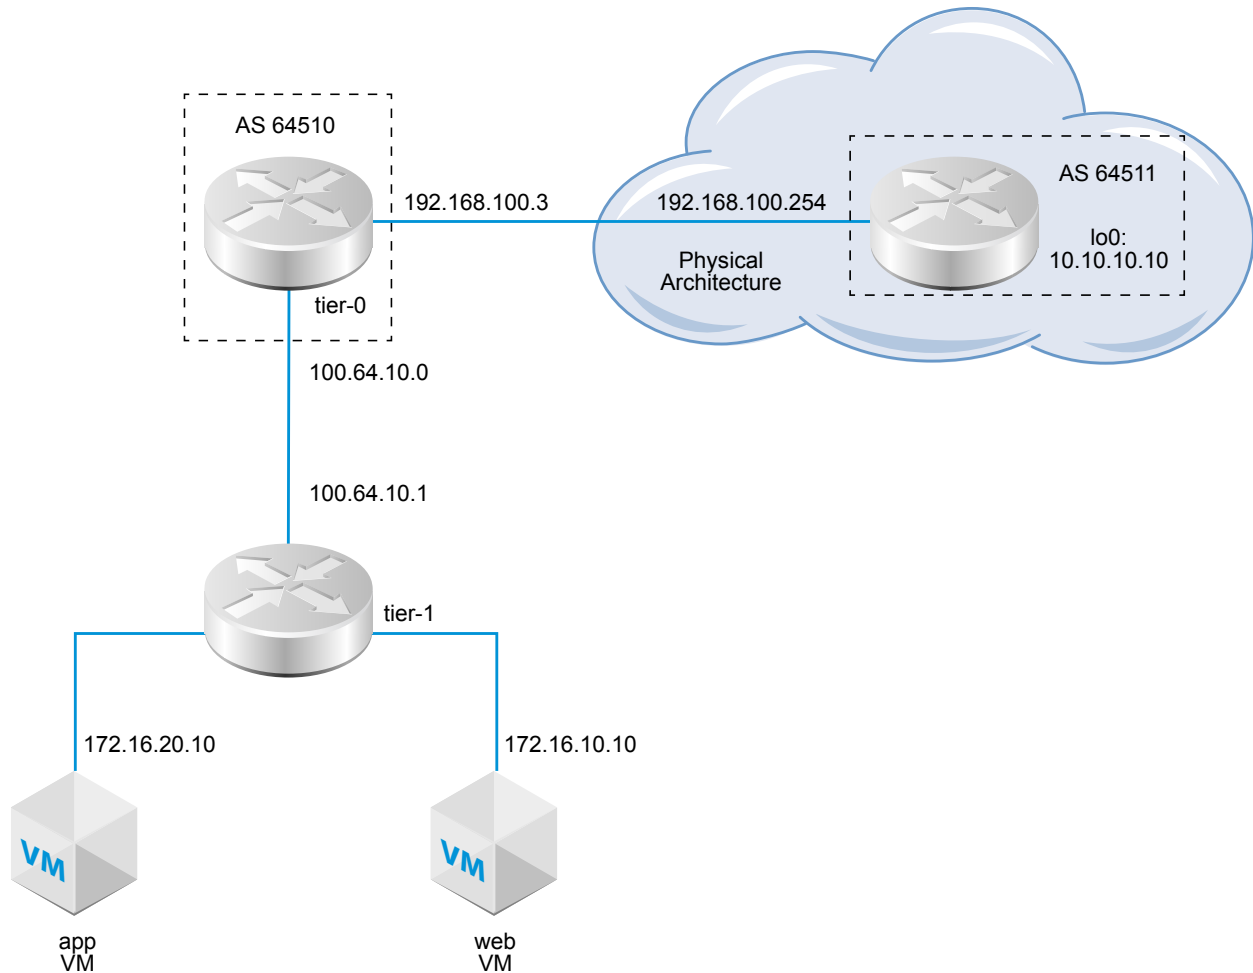 AS 64510
AS 64511
192.168.100.3
192.168.100.254
lo0:
10.10.10.10
Physical
Architecture
tier-0
100.64.10.0
100.64.10.1
tier-1
172.16.20.10
172.16.10.10
VM
VM
app
VM
web
VM